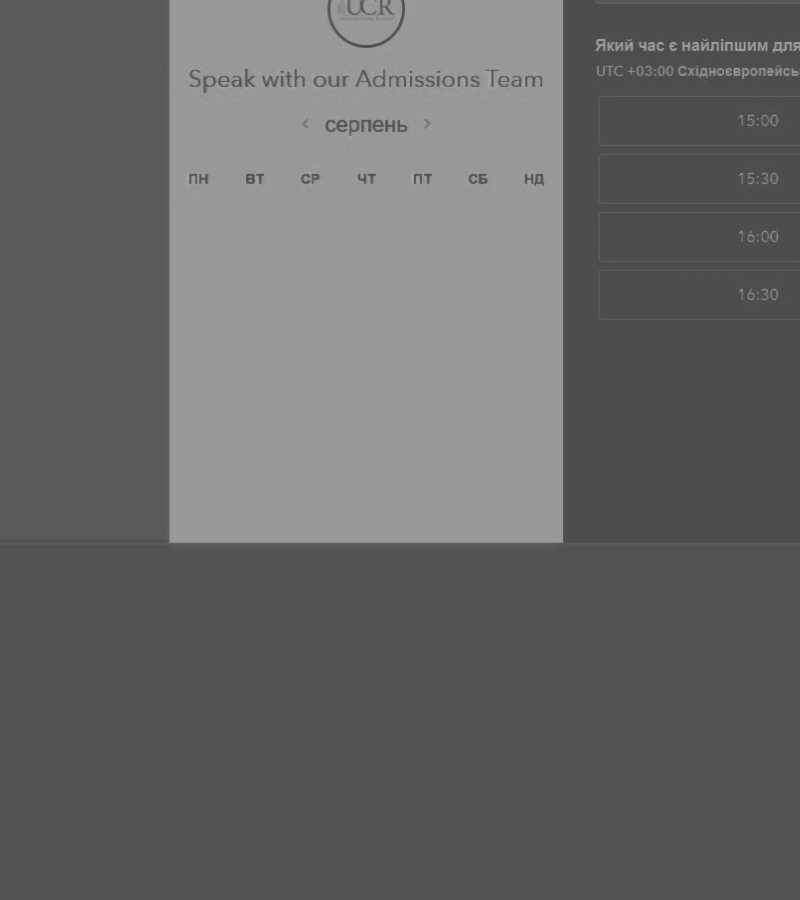 UCR
Speak with our Admissions Team
серпень
ПН ВТ СР ЧТ ПТ СБ НД
Який час є найліпшим для
UTC +03:00 Східноєвропейсь
15:00
15:30
16:00
16:30